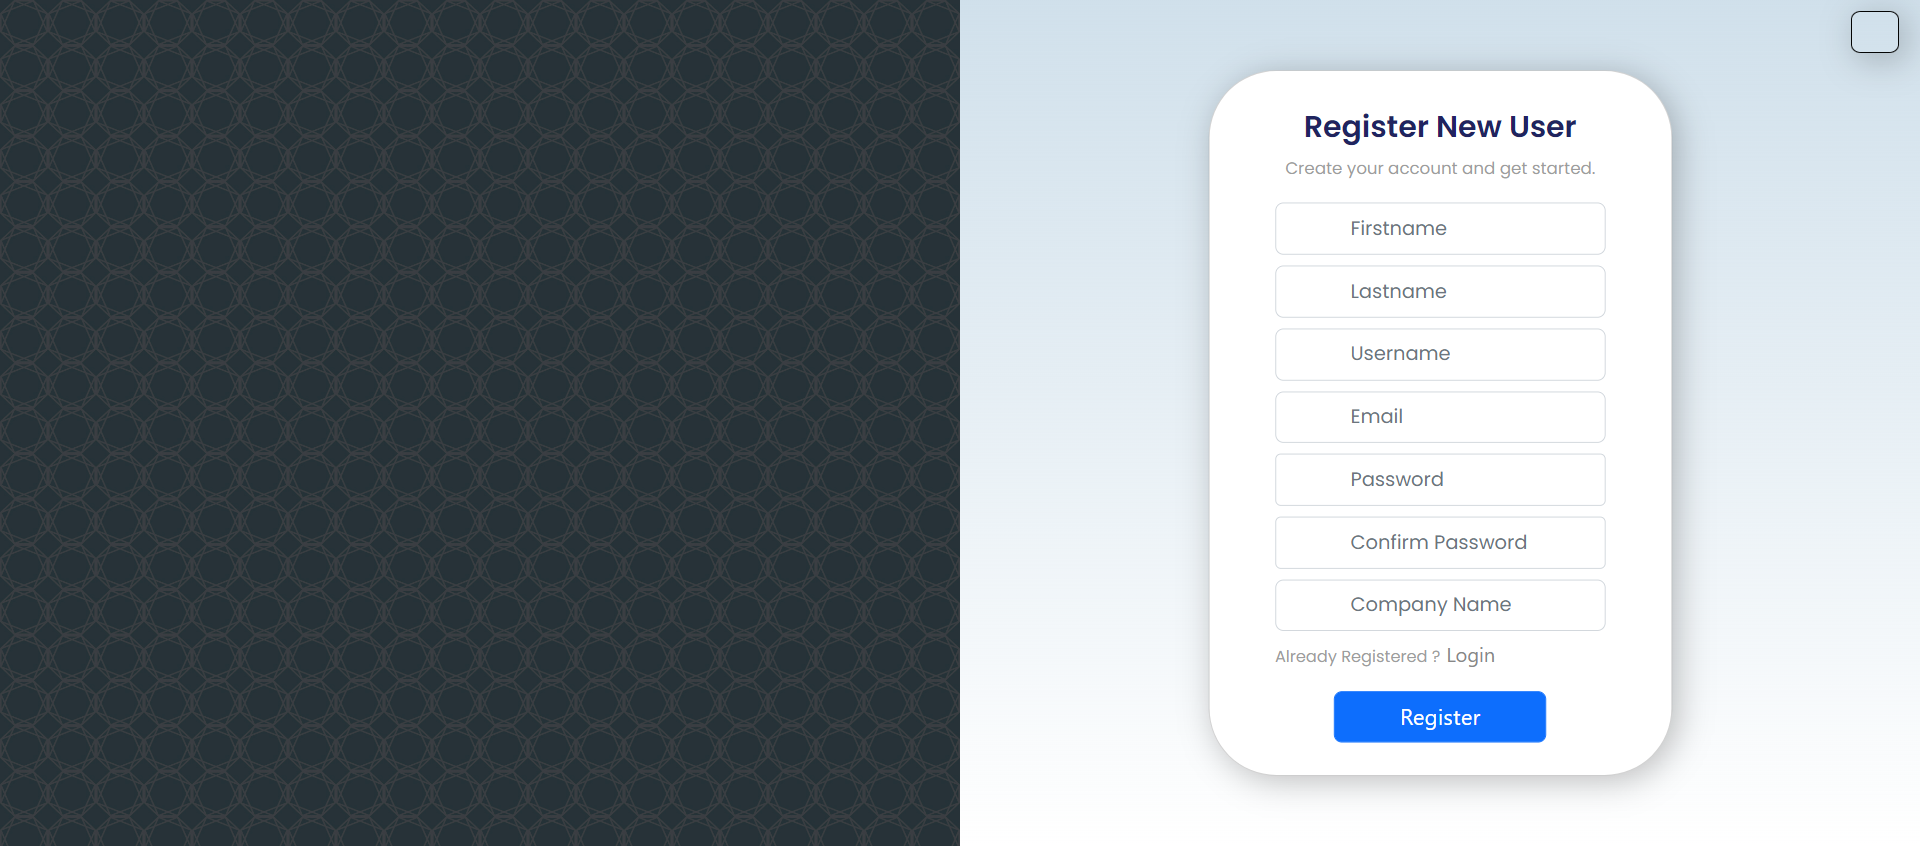 Register New User
Create your account and get started.
Firstname
Lastname
Username
Email
Password
Confirm Password
Company Name
Already Registered ? Login
Register